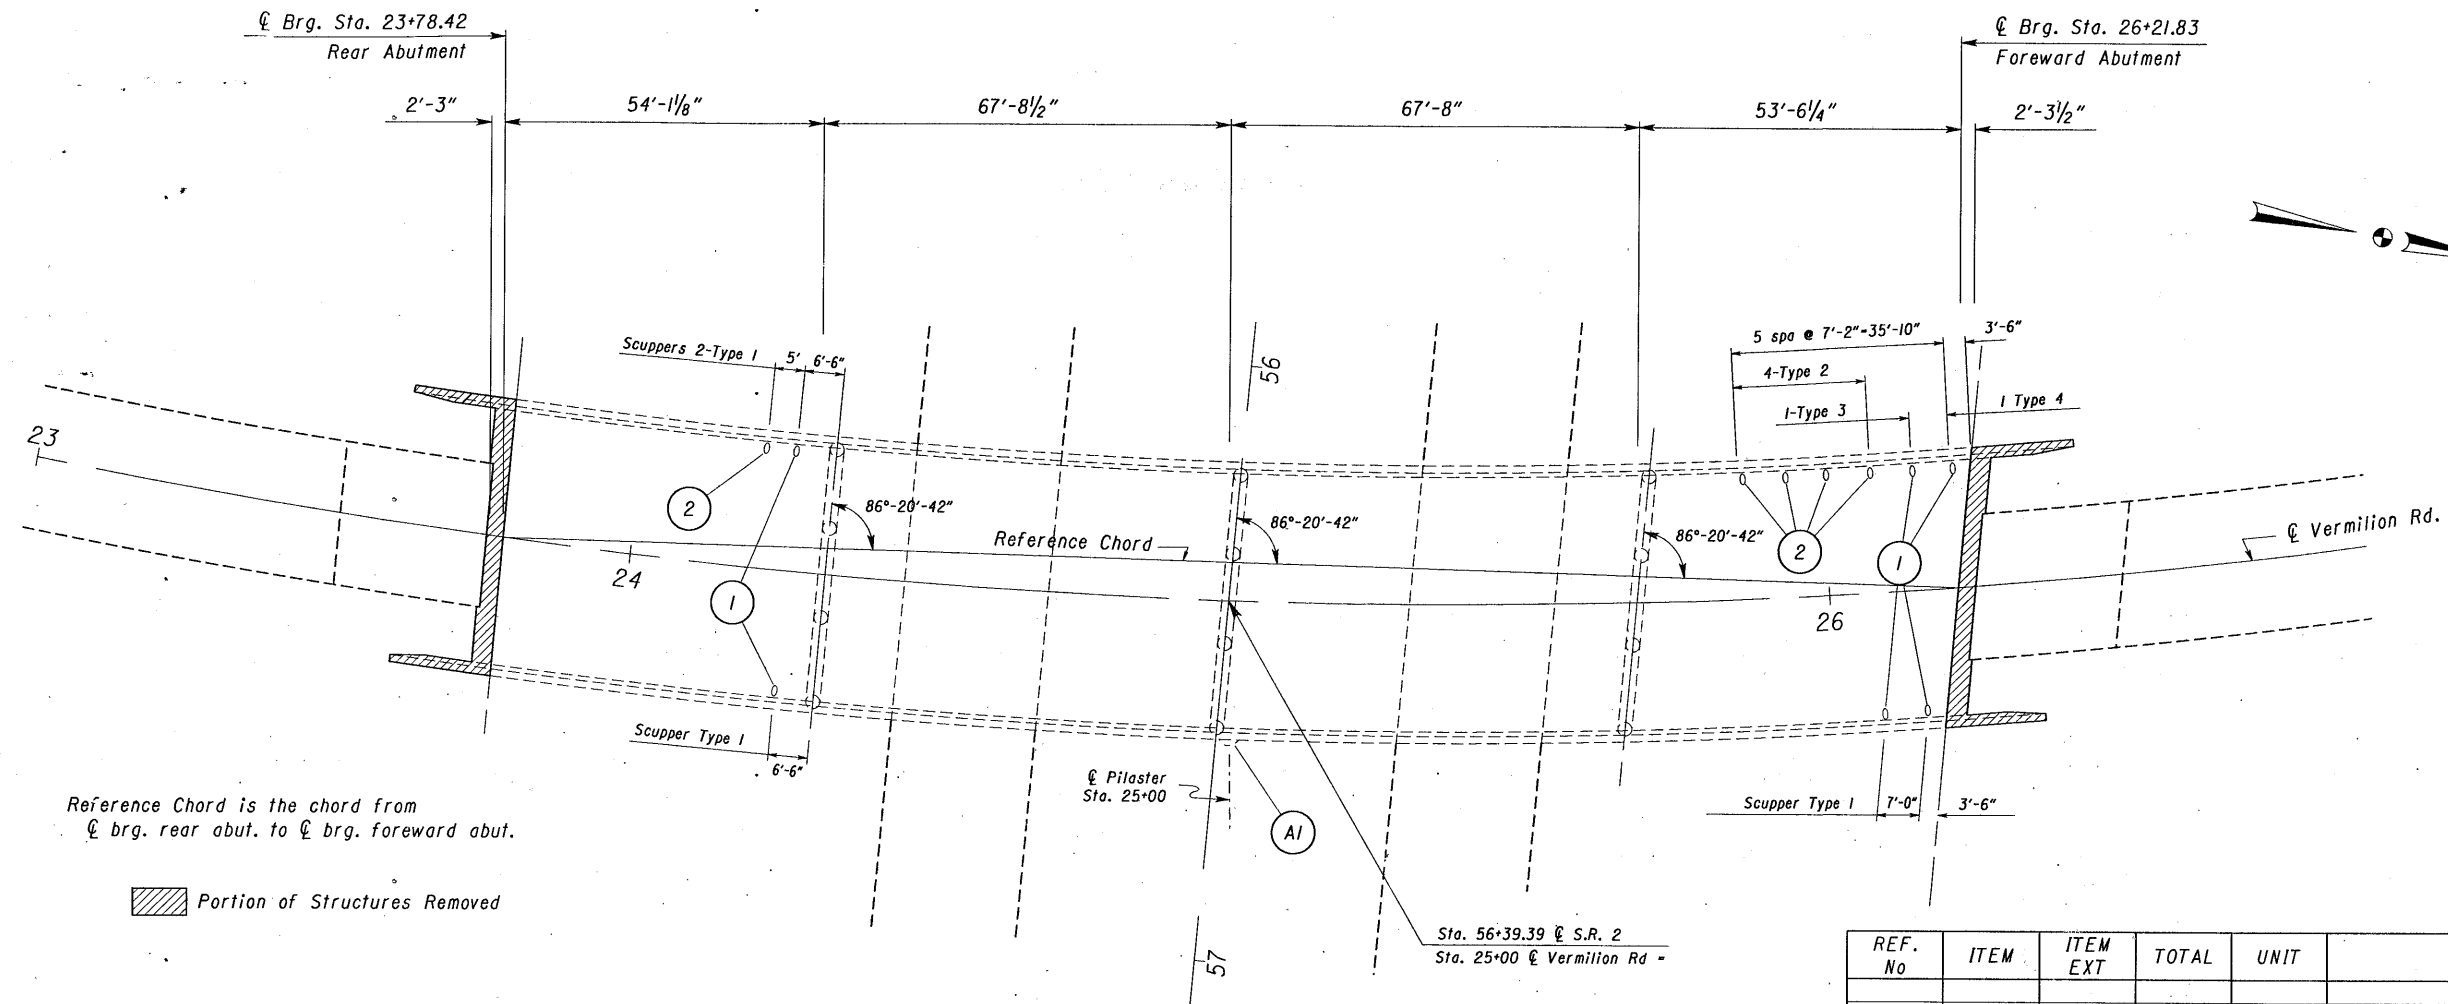 ℄ Brg. Sta. 23+78.42
Rear Abutment
℄ Brg. Sta. 26+21.83
Foreward Abutment
2'-3"
54'-1⅛"
67'-8½"
67'-8"
53'-6¼"
2'-3½"
Scuppers 2-Type 1
5'
6'-6"
56
5 spa @ 7'-2"=35'-10"
3'-6"
4-Type 2
1-Type 3
1 Type 4
23
2
86°-20'-42"
Reference Chord
86°-20'-42"
86°-20'-42"
2
1
℄ Vermilion Rd.
24
1
26
Scupper Type 1
6'-6"
℄ Pilaster
Sta. 25+00
A1
Scupper Type 1
7'-0"
3'-6"
Reference Chord is the chord from
℄ brg. rear abut. to ℄ brg. foreward abut.
Portion of Structures Removed
57
Sta. 56+39.39 ℄ S.R. 2
Sta. 25+00 ℄ Vermilion Rd =
REF. No
ITEM
ITEM EXT
TOTAL
UNIT